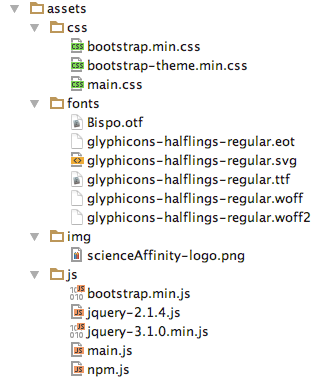 assets
css
bootstrap.min.css
bootstrap-theme.min.css
main.css
fonts
Bispo.otf
glyphicons-halflings-regular.eot
glyphicons-halflings-regular.svg
glyphicons-halflings-regular.ttf
glyphicons-halflings-regular.woff
glyphicons-halflings-regular.woff2
img
scienceAffinity-logo.png
js
bootstrap.min.js
jquery-2.1.4.js
jquery-3.1.0.min.js
main.js
npm.js